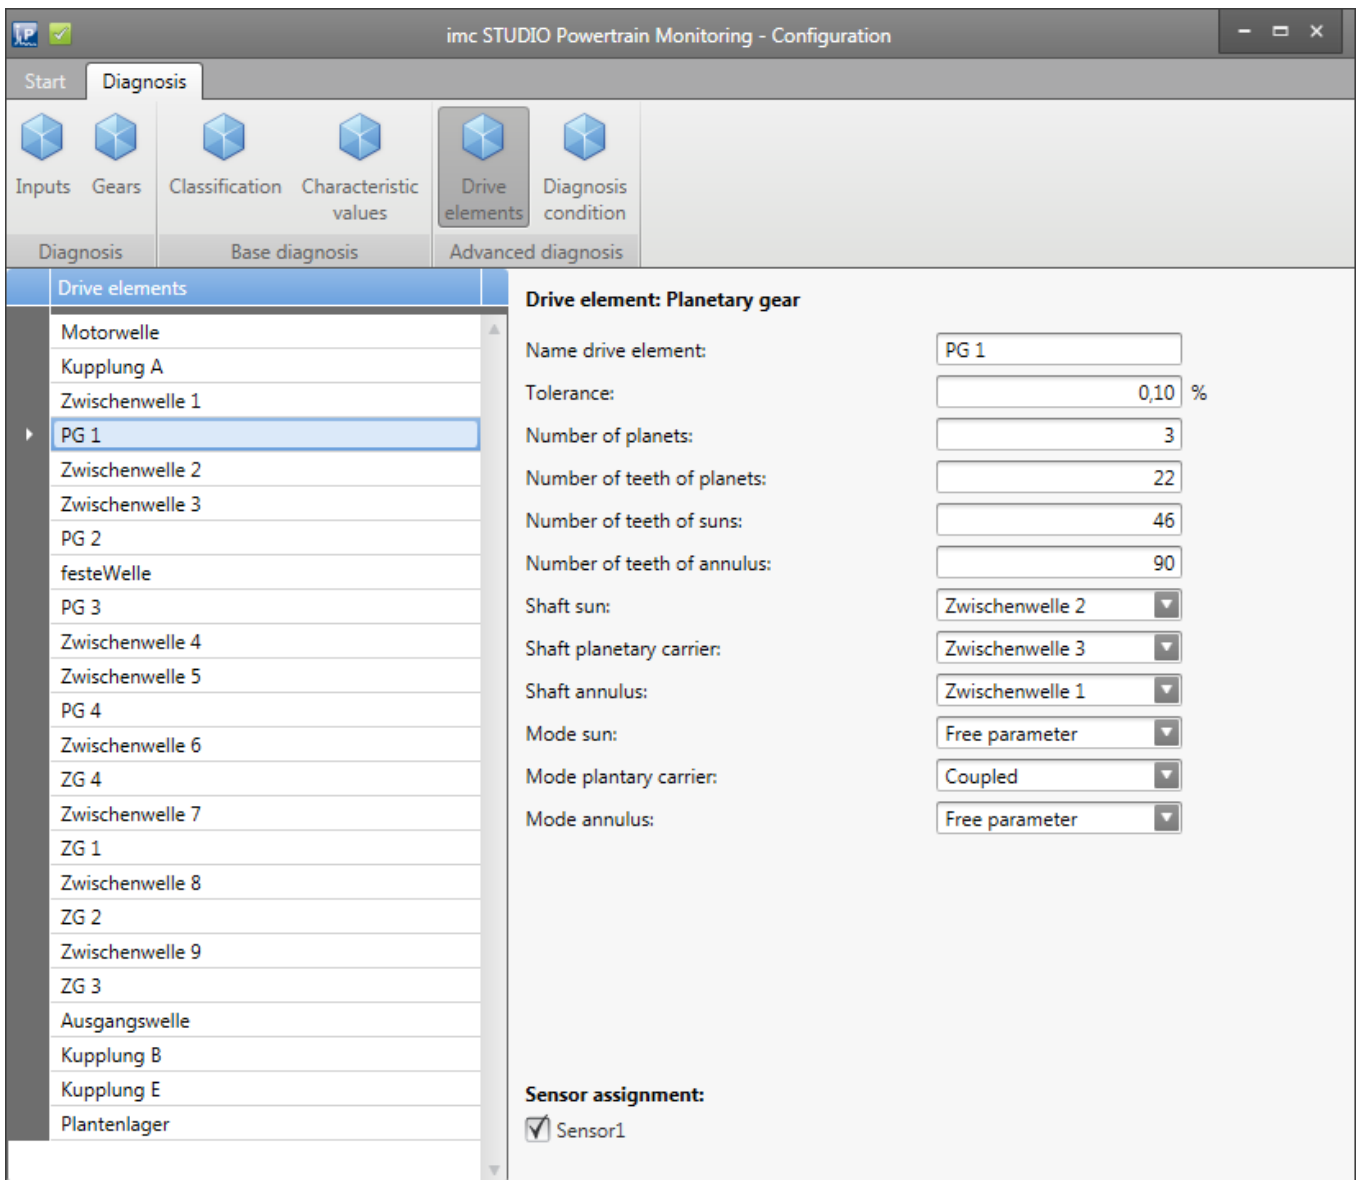 imc STUDIO Powertrain Monitoring - Configuration
Start Diagnosis
Inputs Gears Classification Characteristic values Drive elements Diagnosis condition
Diagnosis Base diagnosis Advanced diagnosis
Drive elements
Motorwelle
Kupplung A
Zwischenwelle 1
PG 1
Zwischenwelle 2
Zwischenwelle 3
PG 2
festeWelle
PG 3
Zwischenwelle 4
Zwischenwelle 5
PG 4
Zwischenwelle 6
ZG 4
Zwischenwelle 7
ZG 1
Zwischenwelle 8
ZG 2
Zwischenwelle 9
ZG 3
Ausgangswelle
Kupplung B
Kupplung E
Plantenlager
Drive element: Planetary gear
Name drive element: PG 1
Tolerance: 0,10 %
Number of planets: 3
Number of teeth of planets: 22
Number of teeth of suns: 46
Number of teeth of annulus: 90
Shaft sun: Zwischenwelle 2
Shaft planetary carrier: Zwischenwelle 3
Shaft annulus: Zwischenwelle 1
Mode sun: Free parameter
Mode plantary carrier: Coupled
Mode annulus: Free parameter
Sensor assignment:
Sensor1